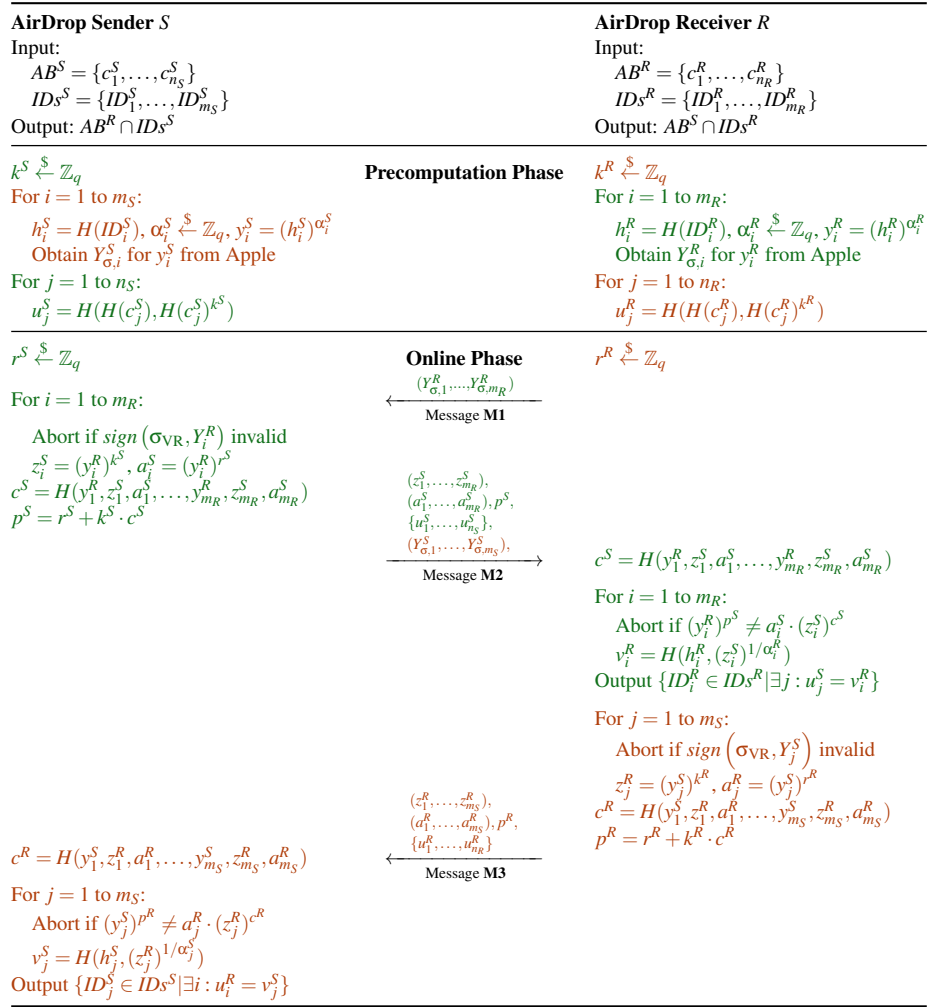 AirDrop Sender S
Input:
AB^S = {c_1^S, …, c_{n_S}^S}
IDs^S = {ID_1^S, …, ID_{m_S}^S}
Output: AB^R ∩ IDs^S
AirDrop Receiver R
Input:
AB^R = {c_1^R, …, c_{n_R}^R}
IDs^R = {ID_1^R, …, ID_{m_R}^R}
Output: AB^S ∩ IDs^R
Precomputation Phase
k^S ←$ ℤ_q
For i = 1 to m_S:
h_i^S = H(ID_i^S), α_i^S ←$ ℤ_q, y_i^S = (h_i^S)^{α_i^S}
Obtain Y_{σ,i}^S for y_i^S from Apple
For j = 1 to n_S:
u_j^S = H(H(c_j^S), H(c_j^S)^{k^S})
k^R ←$ ℤ_q
For i = 1 to m_R:
h_i^R = H(ID_i^R), α_i^R ←$ ℤ_q, y_i^R = (h_i^R)^{α_i^R}
Obtain Y_{σ,i}^R for y_i^R from Apple
For j = 1 to n_R:
u_j^R = H(H(c_j^R), H(c_j^R)^{k^R})
Online Phase
r^S ←$ ℤ_q
r^R ←$ ℤ_q
(Y_{σ,1}^R, …, Y_{σ,m_R}^R)
Message M1
For i = 1 to m_R:
Abort if sign(σ_VR, Y_i^R) invalid
z_i^S = (y_i^R)^{k^S}, a_i^S = (y_i^R)^{r^S}
c^S = H(y_1^R, z_1^S, a_1^S, …, y_{m_R}^R, z_{m_R}^S, a_{m_R}^S)
p^S = r^S + k^S · c^S
(z_1^S, …, z_{m_R}^S),
(a_1^S, …, a_{m_R}^S), p^S,
{u_1^S, …, u_{n_S}^S},
(Y_{σ,1}^S, …, Y_{σ,m_S}^S),
Message M2
c^S = H(y_1^R, z_1^S, a_1^S, …, y_{m_R}^R, z_{m_R}^S, a_{m_R}^S)
For i = 1 to m_R:
Abort if (y_i^R)^{p^S} ≠ a_i^S · (z_i^S)^{c^S}
v_i^R = H(h_i^R, (z_i^S)^{1/α_i^R})
Output {ID_i^R ∈ IDs^R | ∃j : u_j^S = v_i^R}
For j = 1 to m_S:
Abort if sign(σ_VR, Y_j^S) invalid
z_j^R = (y_j^S)^{k^R}, a_j^R = (y_j^S)^{r^R}
c^R = H(y_1^S, z_1^R, a_1^R, …, y_{m_S}^S, z_{m_S}^R, a_{m_S}^R)
p^R = r^R + k^R · c^R
(z_1^R, …, z_{m_S}^R),
(a_1^R, …, a_{m_S}^R), p^R,
{u_1^R, …, u_{n_R}^R}
Message M3
c^R = H(y_1^S, z_1^R, a_1^R, …, y_{m_S}^S, z_{m_S}^R, a_{m_S}^R)
For j = 1 to m_S:
Abort if (y_j^S)^{p^R} ≠ a_j^R · (z_j^R)^{c^R}
v_j^S = H(h_j^S, (z_j^R)^{1/α_j^S})
Output {ID_j^S ∈ IDs^S | ∃i : u_i^R = v_j^S}